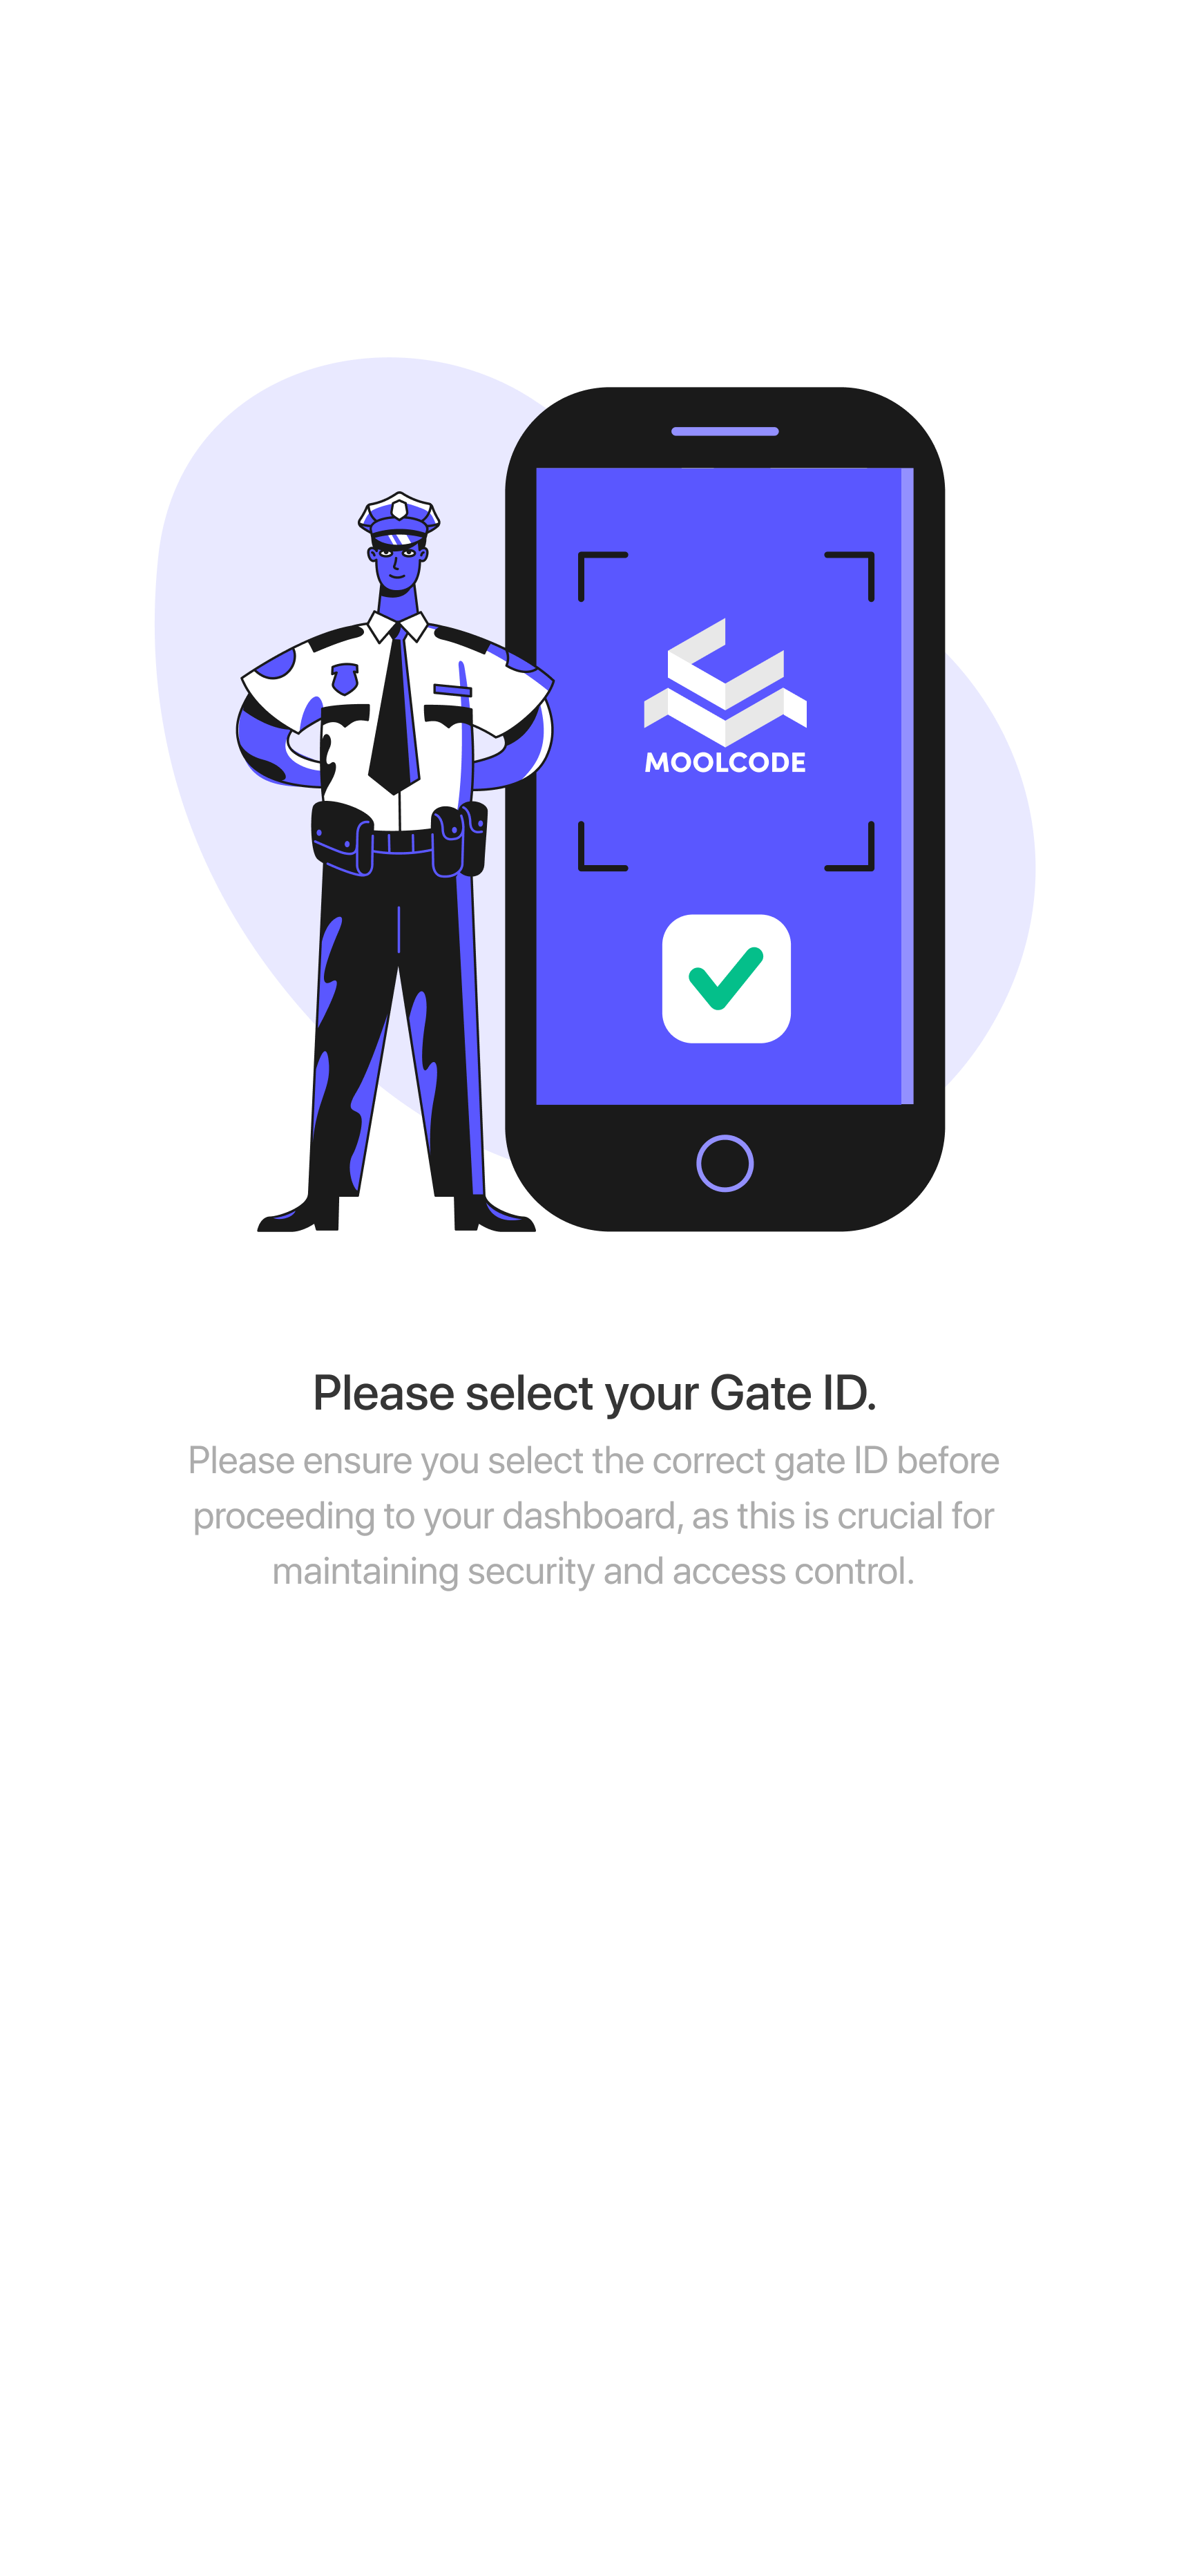 MOOLCODE
Please select your Gate ID.
Please ensure you select the correct gate ID before
proceeding to your dashboard, as this is crucial for
maintaining security and access control.